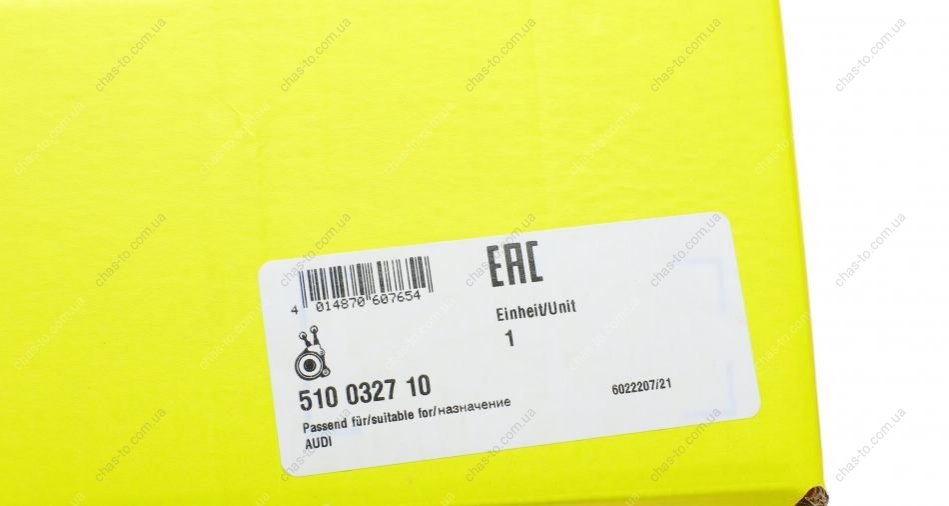 EAC
4 014870 607654
Einheit/Unit
1
510 0327 10
6022207/21
Passend für/suitable for/назначение
AUDI
chas-to.com.ua